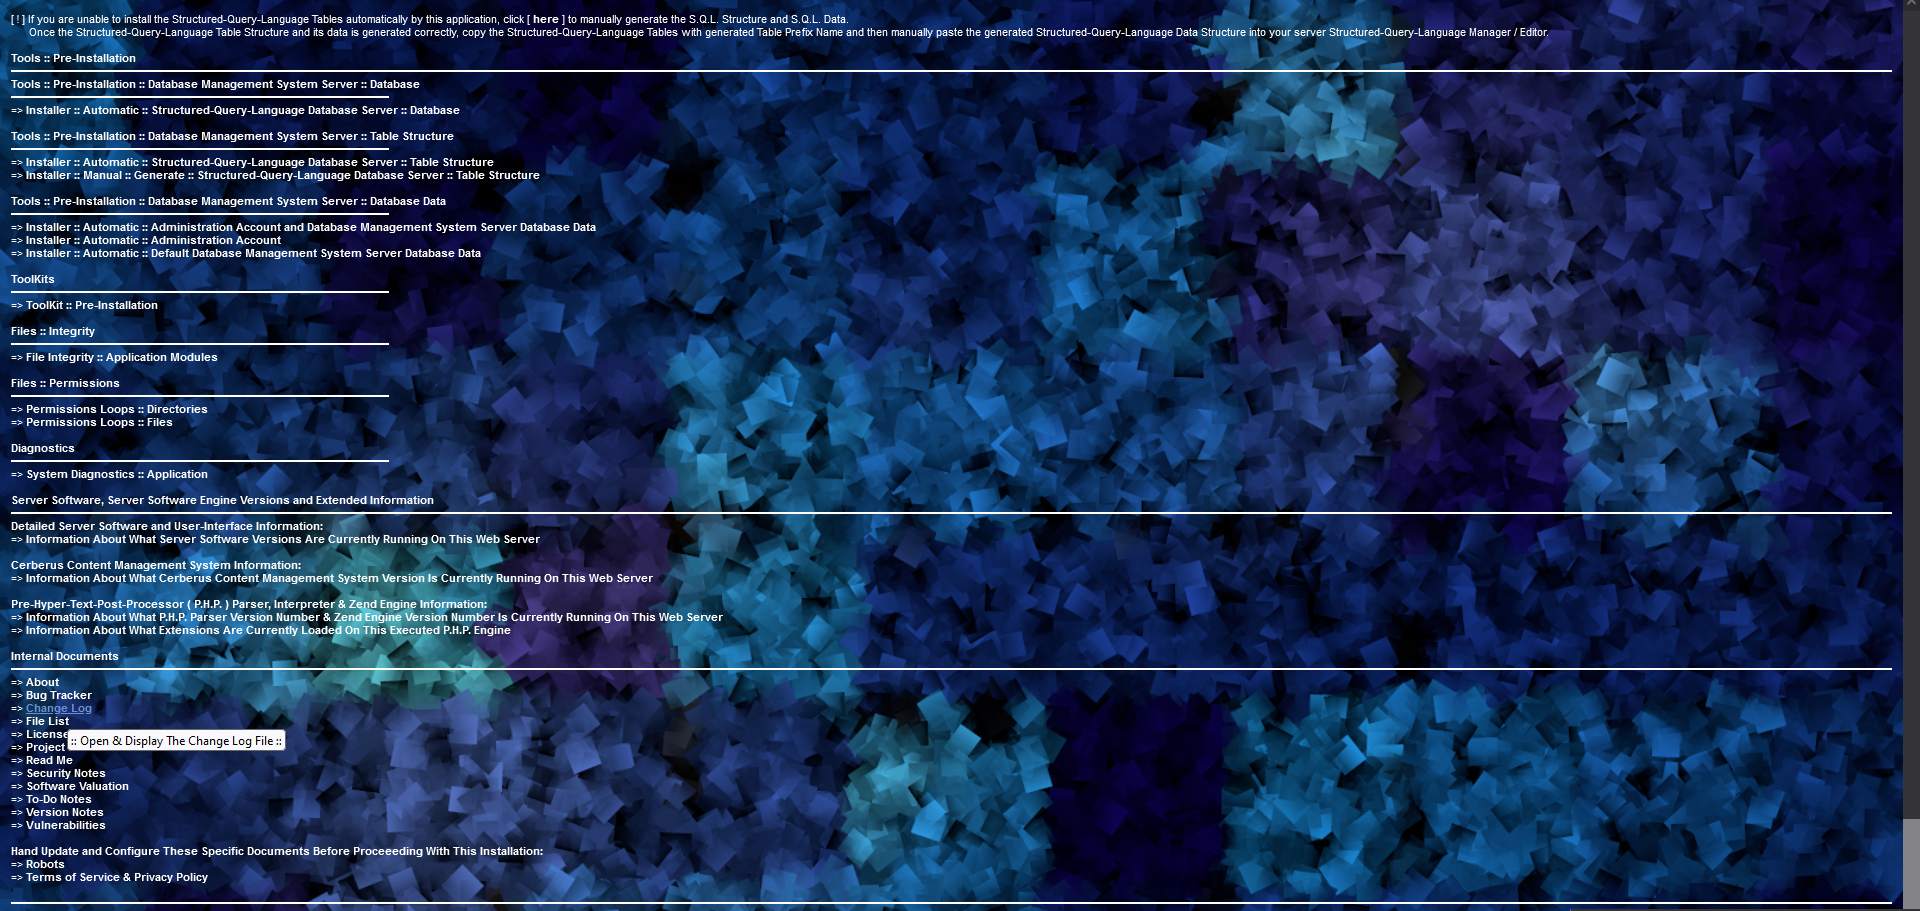 [ ! ] If you are unable to install the Structured-Query-Language Tables automatically by this application, click [ here ] to manually generate the S.Q.L. Structure and S.Q.L. Data.
Once the Structured-Query-Language Table Structure and its data is generated correctly, copy the Structured-Query-Language Tables with generated Table Prefix Name and then manually paste the generated Structured-Query-Language Data Structure into your server Structured-Query-Language Manager / Editor.
Tools :: Pre-Installation
Tools :: Pre-Installation :: Database Management System Server :: Database
=> Installer :: Automatic :: Structured-Query-Language Database Server :: Database
Tools :: Pre-Installation :: Database Management System Server :: Table Structure
=> Installer :: Automatic :: Structured-Query-Language Database Server :: Table Structure
=> Installer :: Manual :: Generate :: Structured-Query-Language Database Server :: Table Structure
Tools :: Pre-Installation :: Database Management System Server :: Database Data
=> Installer :: Automatic :: Administration Account and Database Management System Server Database Data
=> Installer :: Automatic :: Administration Account
=> Installer :: Automatic :: Default Database Management System Server Database Data
ToolKits
=> ToolKit :: Pre-Installation
Files :: Integrity
=> File Integrity :: Application Modules
Files :: Permissions
=> Permissions Loops :: Directories
=> Permissions Loops :: Files
Diagnostics
=> System Diagnostics :: Application
Server Software, Server Software Engine Versions and Extended Information
Detailed Server Software and User-Interface Information:
=> Information About What Server Software Versions Are Currently Running On This Web Server
Cerberus Content Management System Information:
=> Information About What Cerberus Content Management System Version Is Currently Running On This Web Server
Pre-Hyper-Text-Post-Processor ( P.H.P. ) Parser, Interpreter & Zend Engine Information:
=> Information About What P.H.P. Parser Version Number & Zend Engine Version Number Is Currently Running On This Web Server
=> Information About What Extensions Are Currently Loaded On This Executed P.H.P. Engine
Internal Documents
=> About
=> Bug Tracker
=> Change Log
=> File List
=> License
=> Project
:: Open & Display The Change Log File ::
=> Read Me
=> Security Notes
=> Software Valuation
=> To-Do Notes
=> Version Notes
=> Vulnerabilities
Hand Update and Configure These Specific Documents Before Proceeeding With This Installation:
=> Robots
=> Terms of Service & Privacy Policy